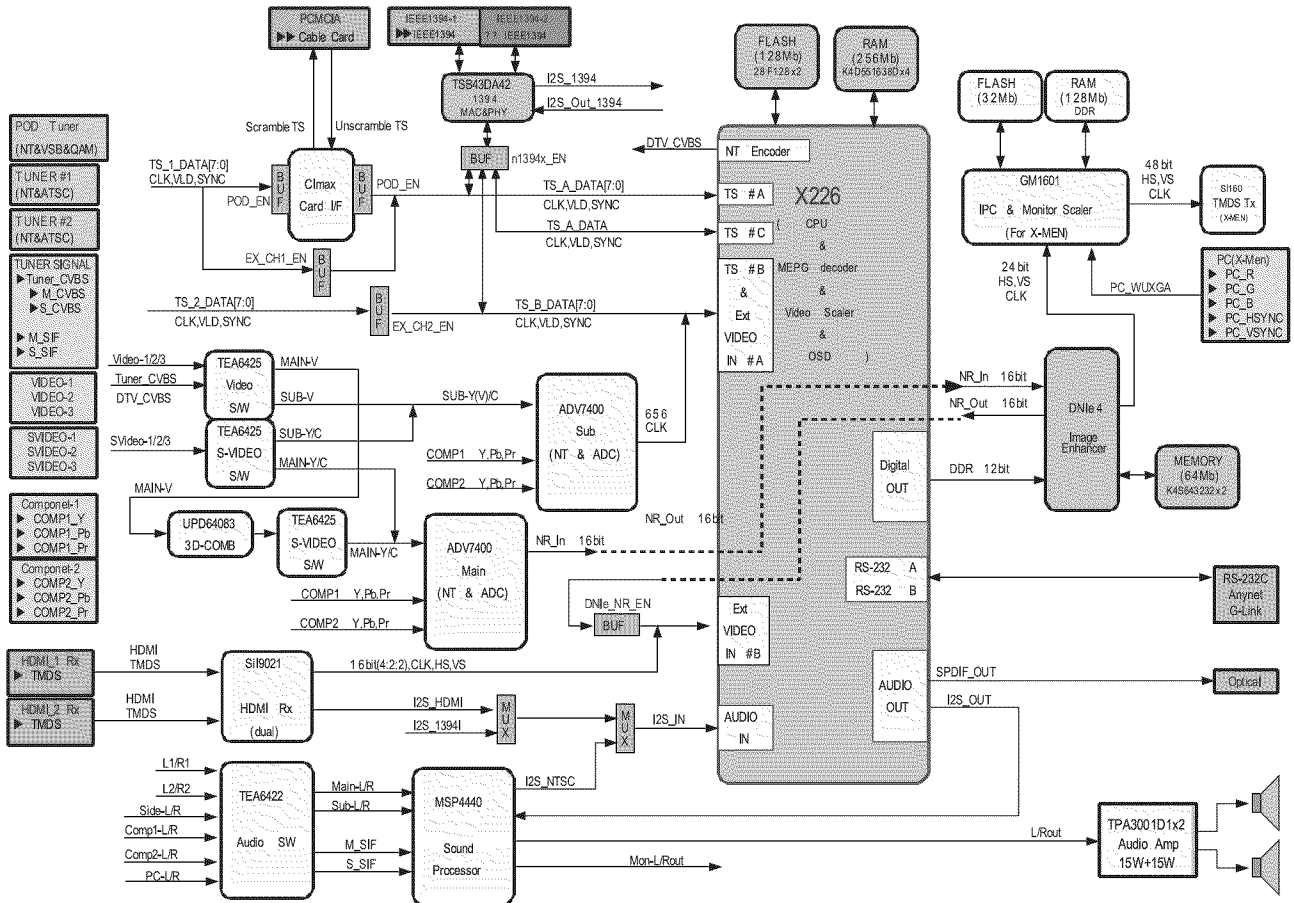 PCMCIA
▶▶ Cable Card
IEEE1394-1
▶▶IEEE1394
IEEE1394-2
?? IEEE1394
TSB43DA42
1394
MAC&PHY
I2S_1394
I2S_Out_1394
FLASH
(128Mb)
28F128x2
RAM
(256Mb)
K4D551638Dx4
FLASH
(32Mb)
RAM
(128Mb)
DDR
POD Tuner
(NT&VSB&QAM)
TUNER #1
(NT&ATSC)
TUNER #2
(NT&ATSC)
TUNER SIGNAL
▶Tuner_CVBS
▶ M_CVBS
▶S_CVBS
▶ M_SIF
▶ S_SIF
VIDEO-1
VIDEO-2
VIDEO-3
SVIDEO-1
SVIDEO-2
SVIDEO-3
Componet-1
▶ COMP1_Y
▶ COMP1_Pb
▶ COMP1_Pr
Componet-2
▶ COMP2_Y
▶ COMP2_Pb
▶ COMP2_Pr
HDMI_1 Rx
▶ TMDS
HDMI_2 Rx
▶ TMDS
Scramble TS
Unscramble TS
TS_1_DATA[7:0]
CLK,VLD,SYNC
BUF
POD_EN
CImax
Card I/F
BUF
POD_EN
BUF
n1394x_EN
EX_CH1_EN
BUF
TS_2_DATA[7:0]
CLK,VLD,SYNC
BUF
EX_CH2_EN
DTV_CVBS
TS_A_DATA[7:0]
CLK,VLD,SYNC
TS_A_DATA
CLK,VLD,SYNC
TS_B_DATA[7:0]
CLK,VLD,SYNC
NT Encoder
TS #A
TS #C
TS #B
&
Ext
VIDEO
IN #A
X226
( CPU
&
MEPG decoder
&
Video Scaler
&
OSD )
GM1601
IPC & Monitor Scaler
(For X-MEN)
48 bit
HS,VS
CLK
SI160
TMDS Tx
(X-MEN)
24 bit
HS,VS
CLK
PC_WUXGA
PC(X-Men)
▶ PC_R
▶ PC_G
▶ PC_B
▶ PC_HSYNC
▶ PC_VSYNC
Video-1/2/3
Tuner_CVBS
DTV_CVBS
TEA6425
Video
S/W
MAIN-V
SUB-V
SVideo-1/2/3
TEA6425
S-VIDEO
S/W
SUB-Y/C
MAIN-Y/C
SUB-Y(V)/C
COMP1 Y,Pb,Pr
COMP2 Y,Pb,Pr
ADV7400
Sub
(NT & ADC)
656
CLK
MAIN-V
UPD64083
3D-COMB
TEA6425
S-VIDEO
S/W
MAIN-Y/C
COMP1 Y,Pb,Pr
COMP2 Y,Pb,Pr
ADV7400
Main
(NT & ADC)
NR_Out 16bit
NR_In 16bit
NR_In 16bit
NR_Out 16bit
DNIe 4
Image
Enhancer
MEMORY
(64Mb)
K4S643232x2
Digital
OUT
DDR 12bit
RS-232 A
RS-232 B
RS-232C
Anynet
G-Link
DNIe_NR_EN
BUF
Ext
VIDEO
IN #B
HDMI
TMDS
HDMI
TMDS
SiI9021
HDMI Rx
(dual)
16bit(4:2:2),CLK,HS,VS
I2S_HDMI
I2S_1394I
MUX
MUX
I2S_IN
AUDIO
IN
AUDIO
OUT
SPDIF_OUT
I2S_OUT
Optical
L1/R1
L2/R2
Side-L/R
Comp1-L/R
Comp2-L/R
PC-L/R
TEA6422
Audio SW
Main-L/R
Sub-L/R
M_SIF
S_SIF
MSP4440
Sound
Processor
I2S_NTSC
L/Rout
Mon-L/Rout
TPA3001D1x2
Audio Amp
15W+15W